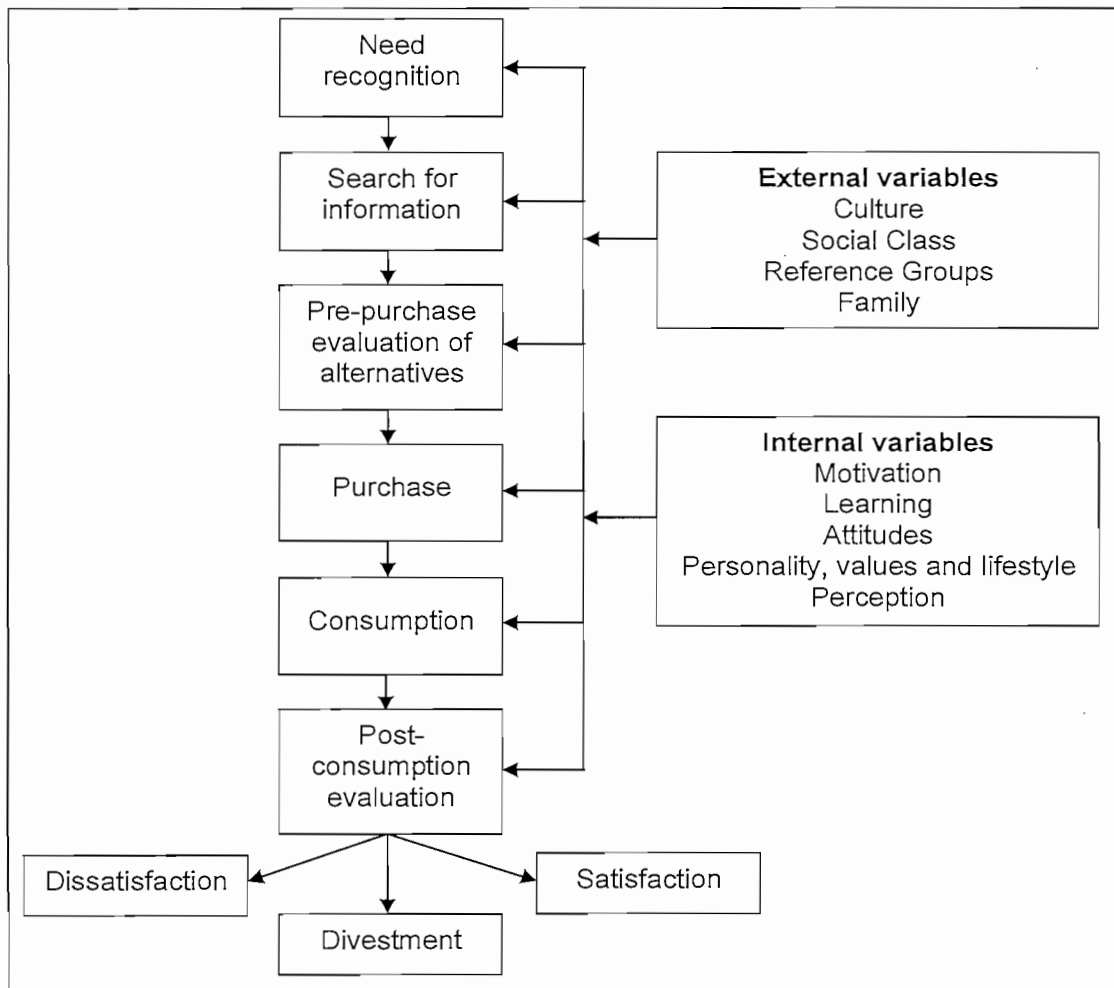 Need
recognition
Search for
information
Pre-purchase
evaluation of
alternatives
Purchase
Consumption
Post-
consumption
evaluation
Dissatisfaction
Satisfaction
Divestment
External variables
Culture
Social Class
Reference Groups
Family
Internal variables
Motivation
Learning
Attitudes
Personality, values and lifestyle
Perception